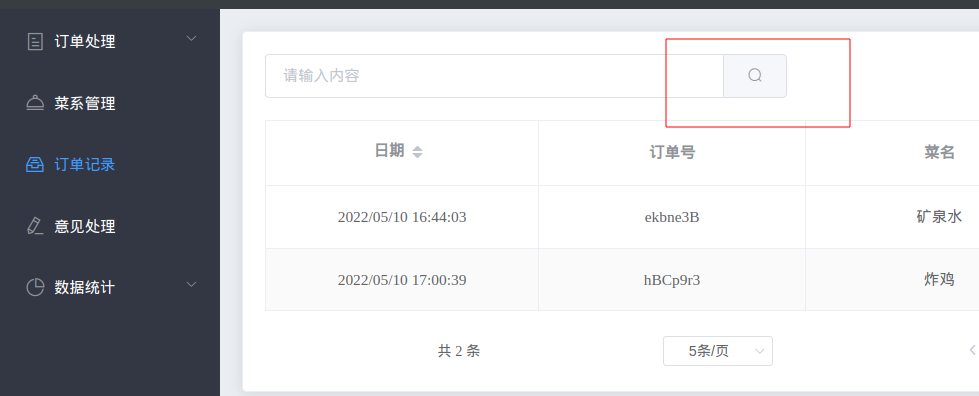 订单处理
菜系管理
订单记录
意见处理
数据统计
请输入内容
日期 订单号 菜名
2022/05/10 16:44:03 ekbne3B 矿泉水
2022/05/10 17:00:39 hBCp9r3 炸鸡
共 2 条 5条/页